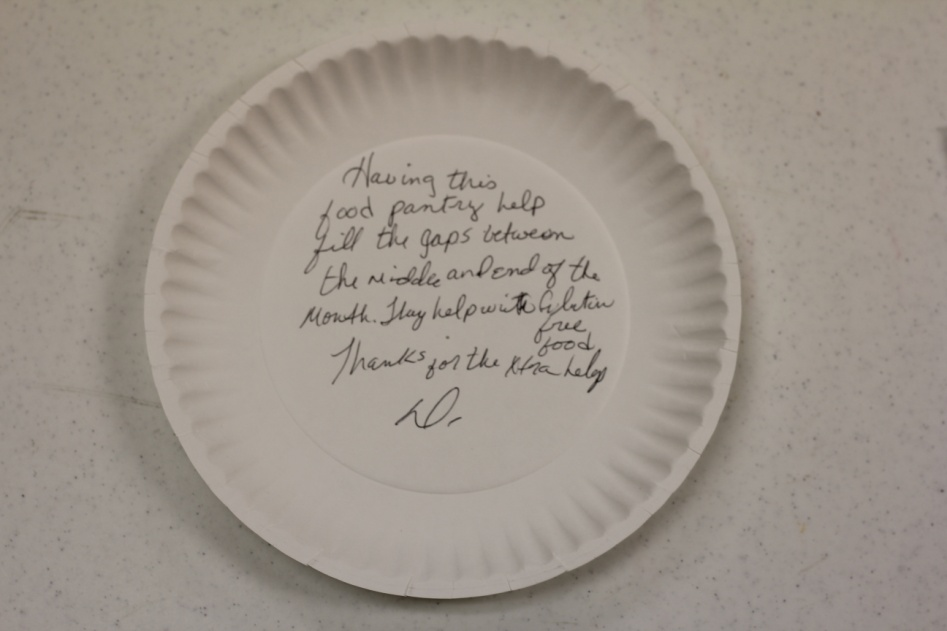 Having this
food pantry help
fill the gaps between
the middle and end of the
Month. They help with Gluten
free
food.
Thanks for the Xtra help
D.